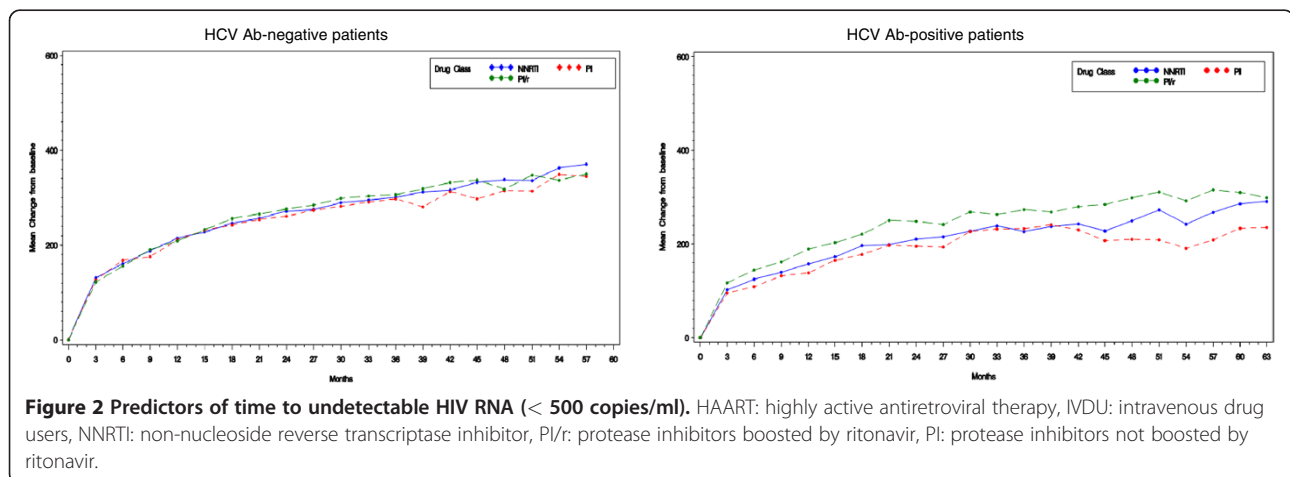 HCV Ab-negative patients
600
400
200
0
Mean Change from baseline
Drug Class
NNRTI
PI
PI/r
0 3 6 9 12 15 18 21 24 27 30 33 36 39 42 45 48 51 54 57 60
Months
HCV Ab-positive patients
600
400
200
0
Mean Change from baseline
Drug Class
NNRTI
PI
PI/r
0 3 6 9 12 15 18 21 24 27 30 33 36 39 42 45 48 51 54 57 60 63
Months
Figure 2 Predictors of time to undetectable HIV RNA (< 500 copies/ml). HAART: highly active antiretroviral therapy, IVDU: intravenous drug
users, NNRTI: non-nucleoside reverse transcriptase inhibitor, PI/r: protease inhibitors boosted by ritonavir, PI: protease inhibitors not boosted by
ritonavir.